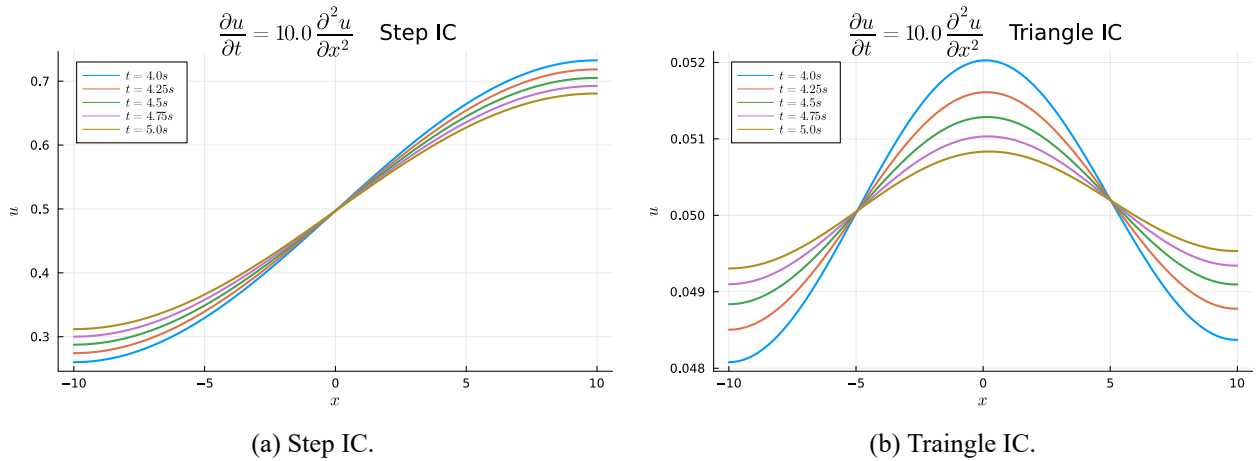 ∂u/∂t = 10.0 ∂²u/∂x² Step IC
t = 4.0s
t = 4.25s
t = 4.5s
t = 4.75s
t = 5.0s
0.7
0.6
0.5
0.4
0.3
u
−10 −5 0 5 10
x
(a) Step IC.
∂u/∂t = 10.0 ∂²u/∂x² Triangle IC
t = 4.0s
t = 4.25s
t = 4.5s
t = 4.75s
t = 5.0s
0.052
0.051
0.050
0.049
0.048
u
−10 −5 0 5 10
x
(b) Traingle IC.